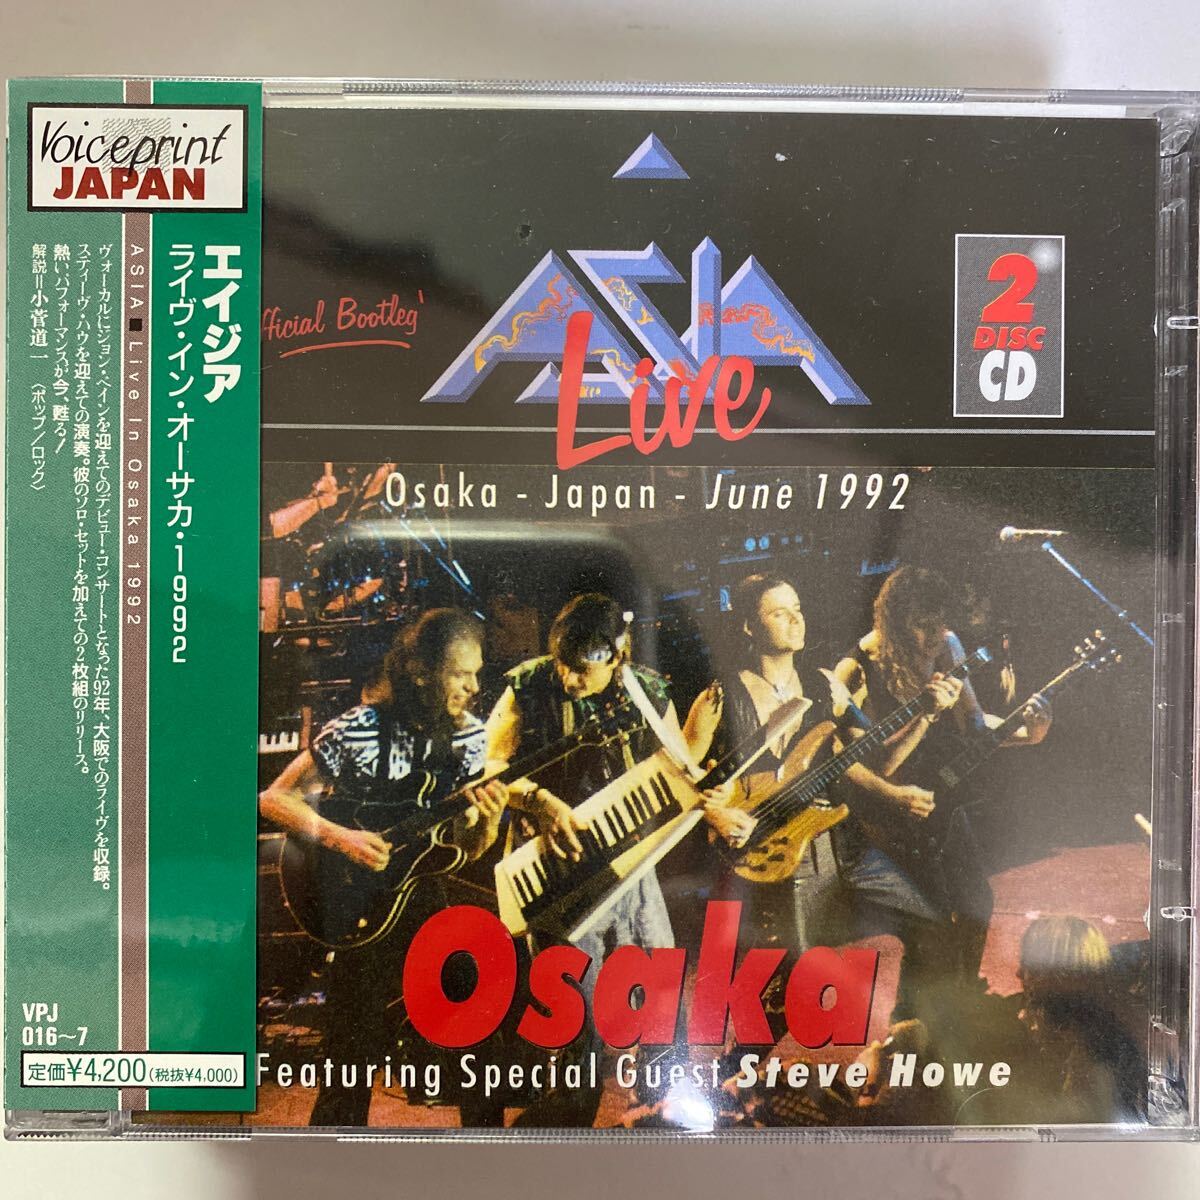 Voiceprint
JAPAN
エイジア
ライヴ・イン・オーサカ・1992
ASIA■Live In Osaka 1992
ヴォーカルにジョン・ペインを迎えてのデビュー・コンサートとなった92年、大阪でのライヴを収録。
スティーヴ・ハウを迎えての演奏。彼のソロ・セットを加えての2枚組のリリース。
熱いパフォーマンスが今、甦る!
解説=小菅道一 〈ポップ/ロック〉
VPJ
016~7
定価¥4,200(税抜¥4,000)
fficial Bootleg'
ASIA
Live
2
DISC
CD
Osaka - Japan - June 1992
Marshall
Osaka
Featuring Special Guest Steve Howe